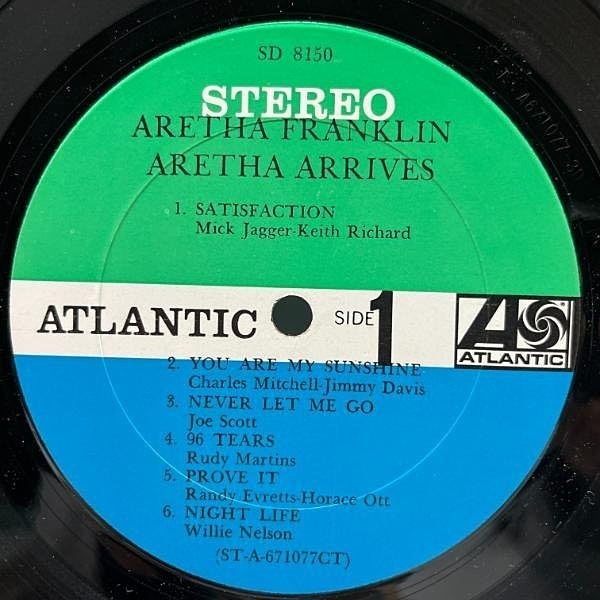 SD 8150
STEREO
ARETHA FRANKLIN
ARETHA ARRIVES
1. SATISFACTION
Mick Jagger-Keith Richard
ATLANTIC
SIDE 1
ATLANTIC
2. YOU ARE MY SUNSHINE
Charles Mitchell-Jimmy Davis
3. NEVER LET ME GO
Joe Scott
4. 96 TEARS
Rudy Martins
5. PROVE IT
Randy Evretts-Horace Ott
6. NIGHT LIFE
Willie Nelson
(ST-A-671077CT)